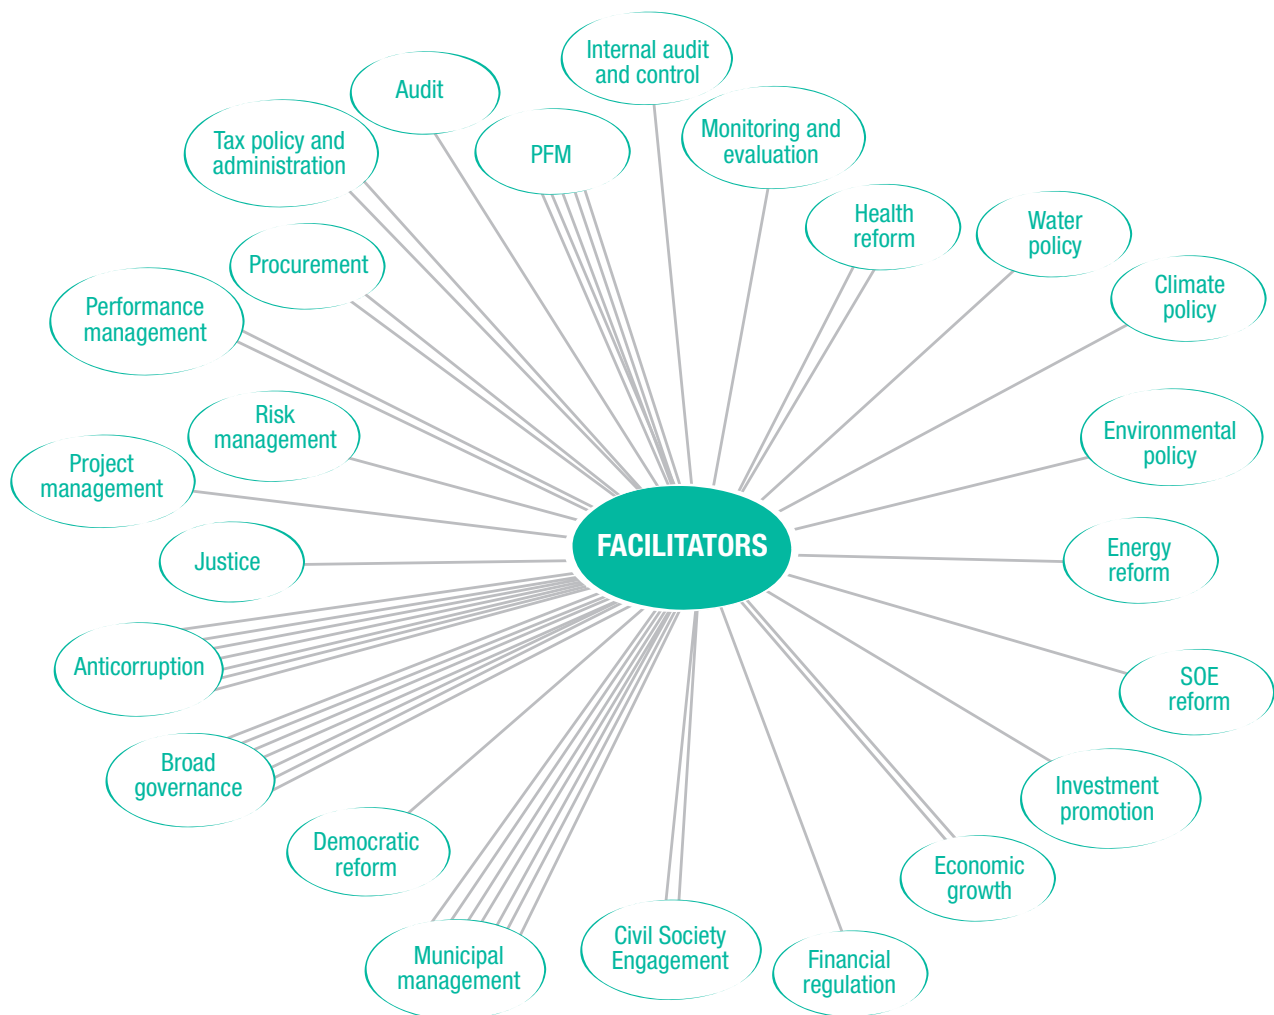 Internal audit
and control
Audit
Tax policy and
administration
PFM
Monitoring and
evaluation
Health
reform
Water
policy
Procurement
Climate
policy
Performance
management
Risk
management
Environmental
policy
Project
management
FACILITATORS
Justice
Energy
reform
Anticorruption
SOE
reform
Broad
governance
Investment
promotion
Democratic
reform
Economic
growth
Municipal
management
Civil Society
Engagement
Financial
regulation